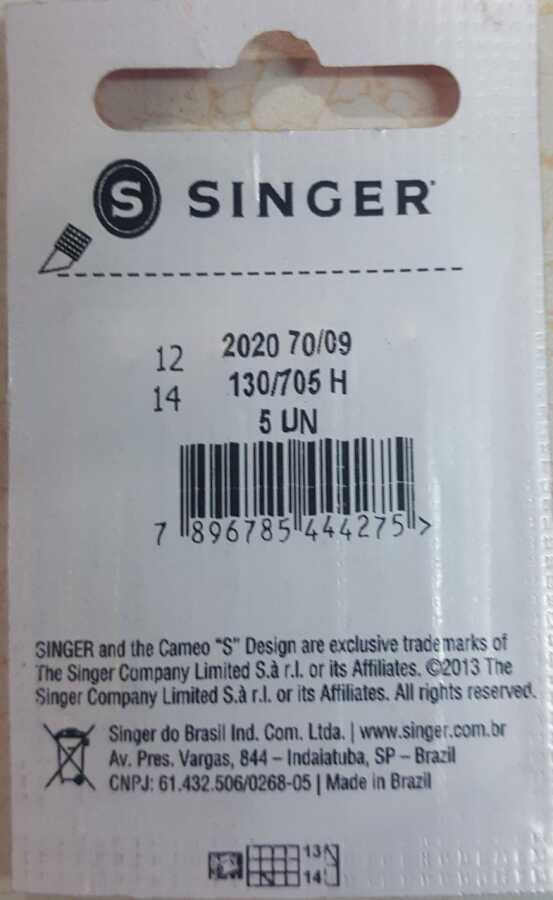 S SINGER
12 2020 70/09
14 130/705 H
5 UN
7 896785 444275 >
SINGER and the Cameo "S" Design are exclusive trademarks of
The Singer Company Limited S.à r.l. or its Affiliates. ©2013 The
Singer Company Limited S.à r.l. or its Affiliates. All rights reserved.
Singer do Brasil Ind. Com. Ltda. | www.singer.com.br
Av. Pres. Vargas, 844 – Indaiatuba, SP – Brazil
CNPJ: 61.432.506/0268-05 | Made in Brazil
13
14